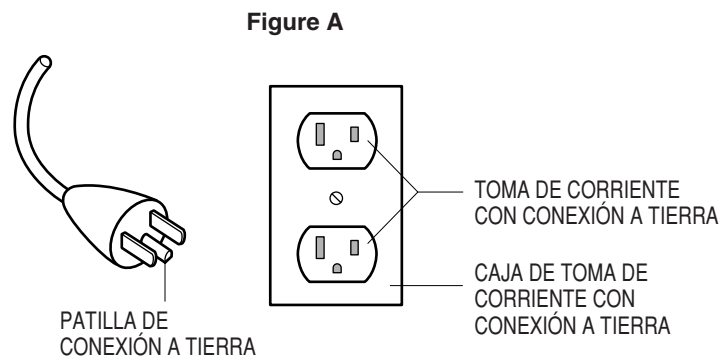 Figure A
TOMA DE CORRIENTE
CON CONEXIÓN A TIERRA
CAJA DE TOMA DE
CORRIENTE CON
CONEXIÓN A TIERRA
PATILLA DE
CONEXIÓN A TIERRA